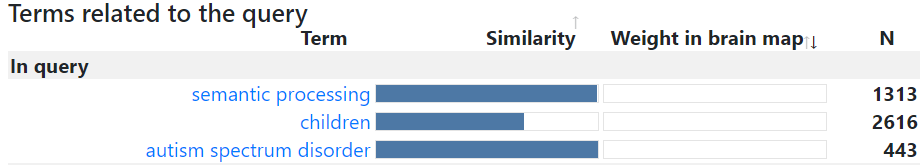 Terms related to the query
Term Similarity Weight in brain map N
In query
semantic processing 1313
children 2616
autism spectrum disorder 443